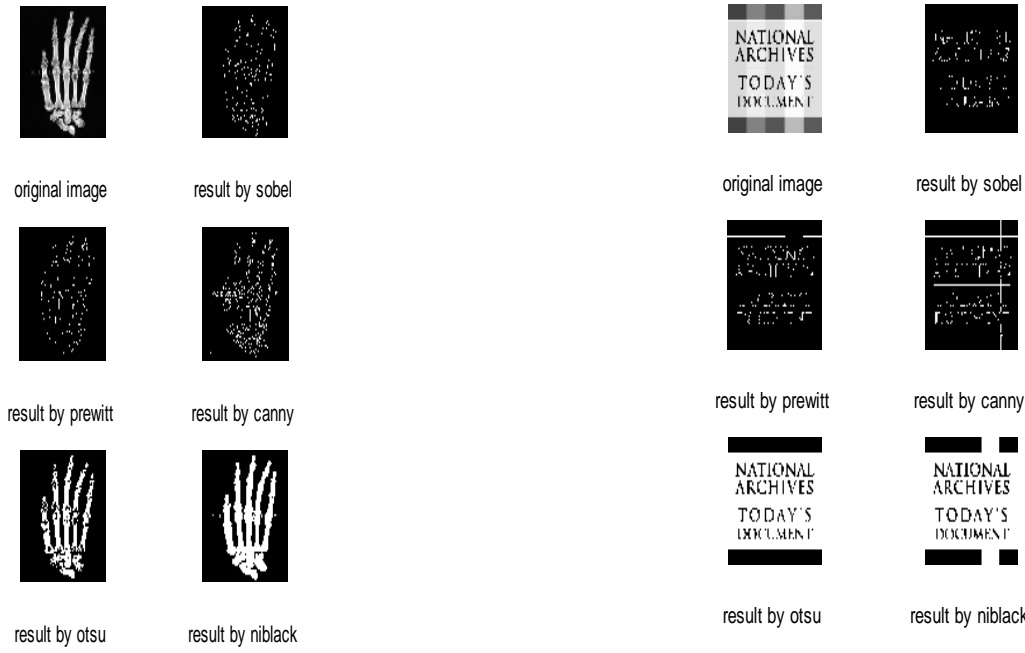 original image
result by sobel
result by prewitt
result by canny
result by otsu
result by niblack
NATIONAL
ARCHIVES
TODAY'S
DOCUMENT
original image
result by sobel
result by prewitt
result by canny
NATIONAL
ARCHIVES
TODAY'S
DOCUMENT
NATIONAL
ARCHIVES
TODAY'S
DOCUMENT
result by otsu
result by niblack